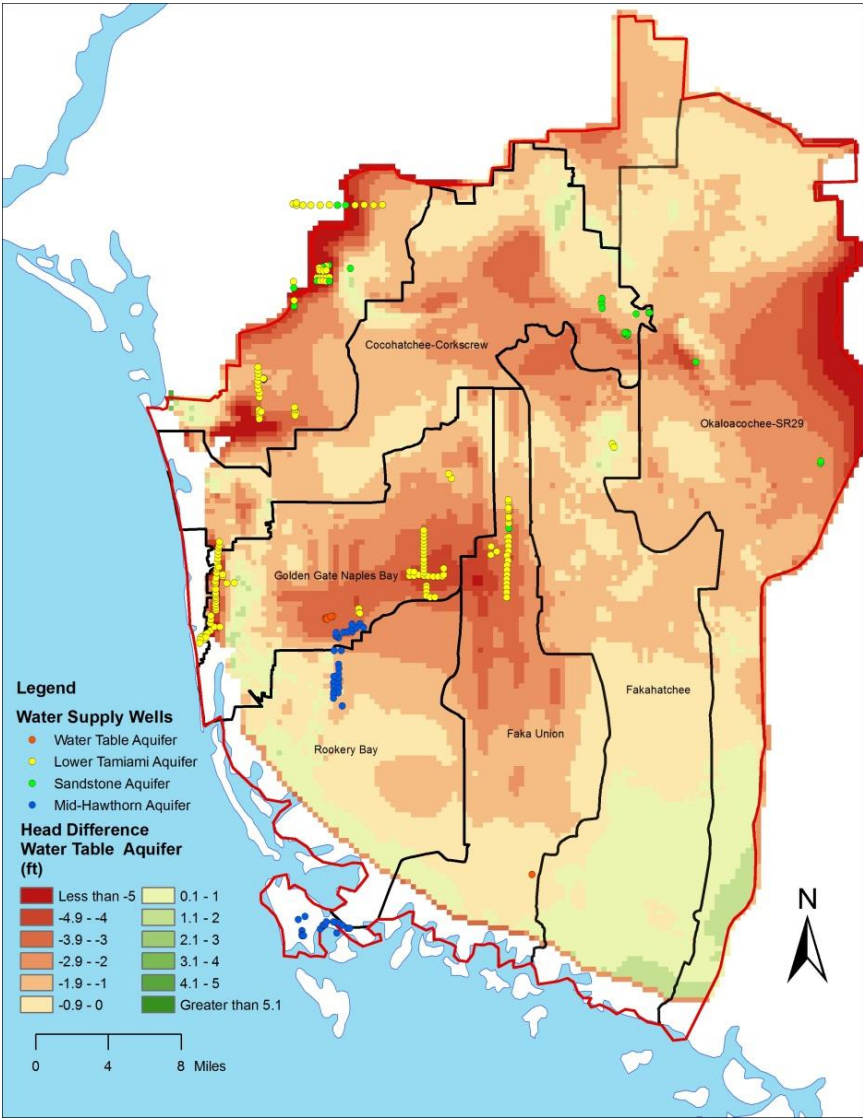 Cocohatchee-Corkscrew
Okaloacochee-SR29
Golden Gate Naples Bay
Fakahatchee
Faka Union
Rookery Bay
Legend
Water Supply Wells
Water Table Aquifer
Lower Tamiami Aquifer
Sandstone Aquifer
Mid-Hawthorn Aquifer
Head Difference
Water Table Aquifer
(ft)
Less than -5
-4.9 - -4
-3.9 - -3
-2.9 - -2
-1.9 - -1
-0.9 - 0
0.1 - 1
1.1 - 2
2.1 - 3
3.1 - 4
4.1 - 5
Greater than 5.1
0 4 8 Miles
N